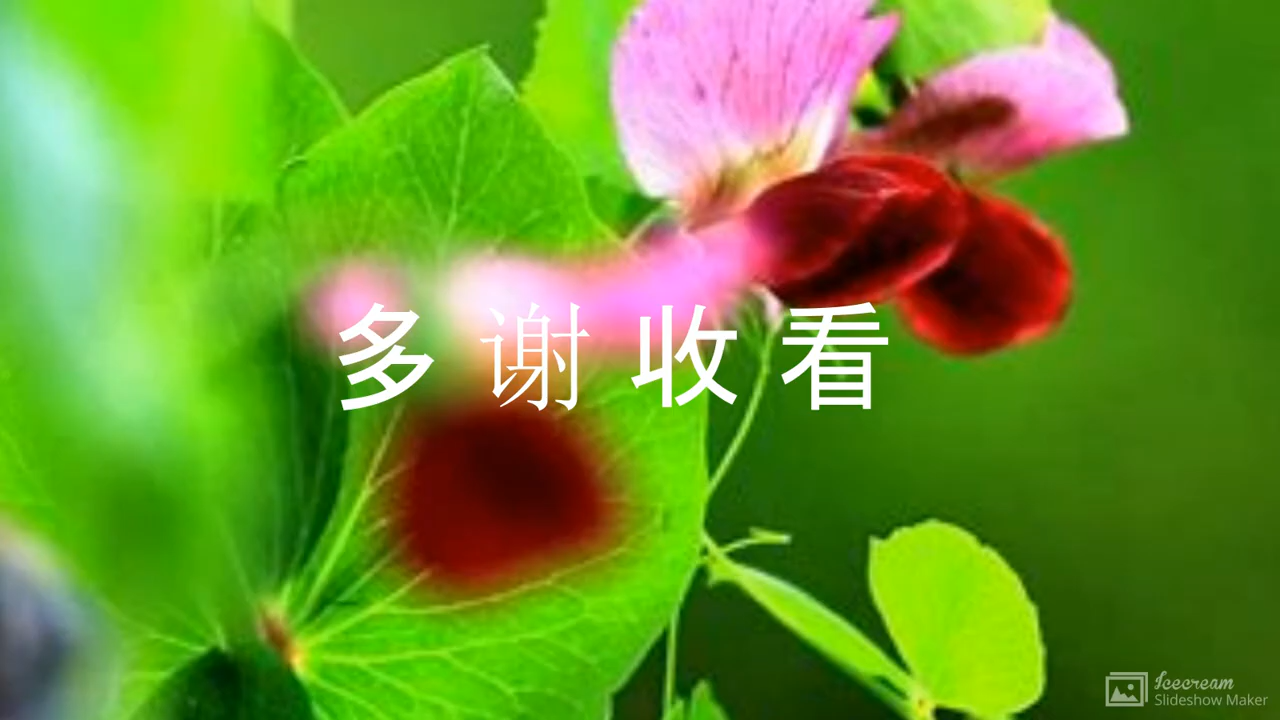 多谢收看
Icecream
Slideshow Maker